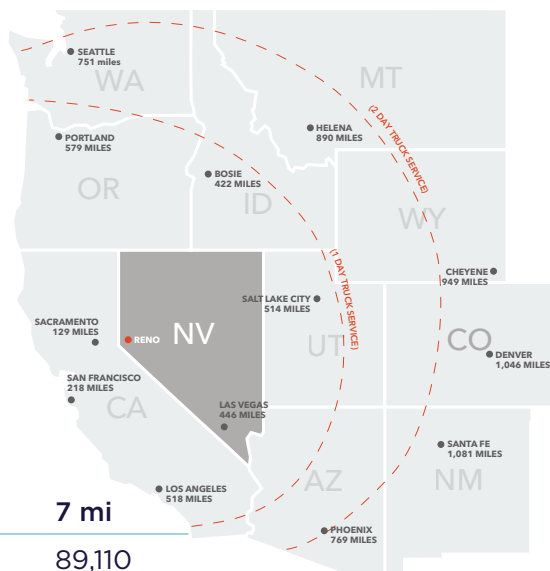 SEATTLE
751 miles
WA
MT
(2 DAY TRUCK SERVICE)
PORTLAND
579 MILES
HELENA
890 MILES
OR
BOSIE
422 MILES
ID
WY
(1 DAY TRUCK SERVICE)
CHEYENE
949 MILES
SALT LAKE CITY
514 MILES
SACRAMENTO
129 MILES
RENO
NV
UT
CO
DENVER
1,046 MILES
SAN FRANCISCO
218 MILES
CA
LAS VEGAS
446 MILES
SANTA FE
1,081 MILES
LOS ANGELES
518 MILES
AZ
NM
PHOENIX
769 MILES
7 mi
89,110